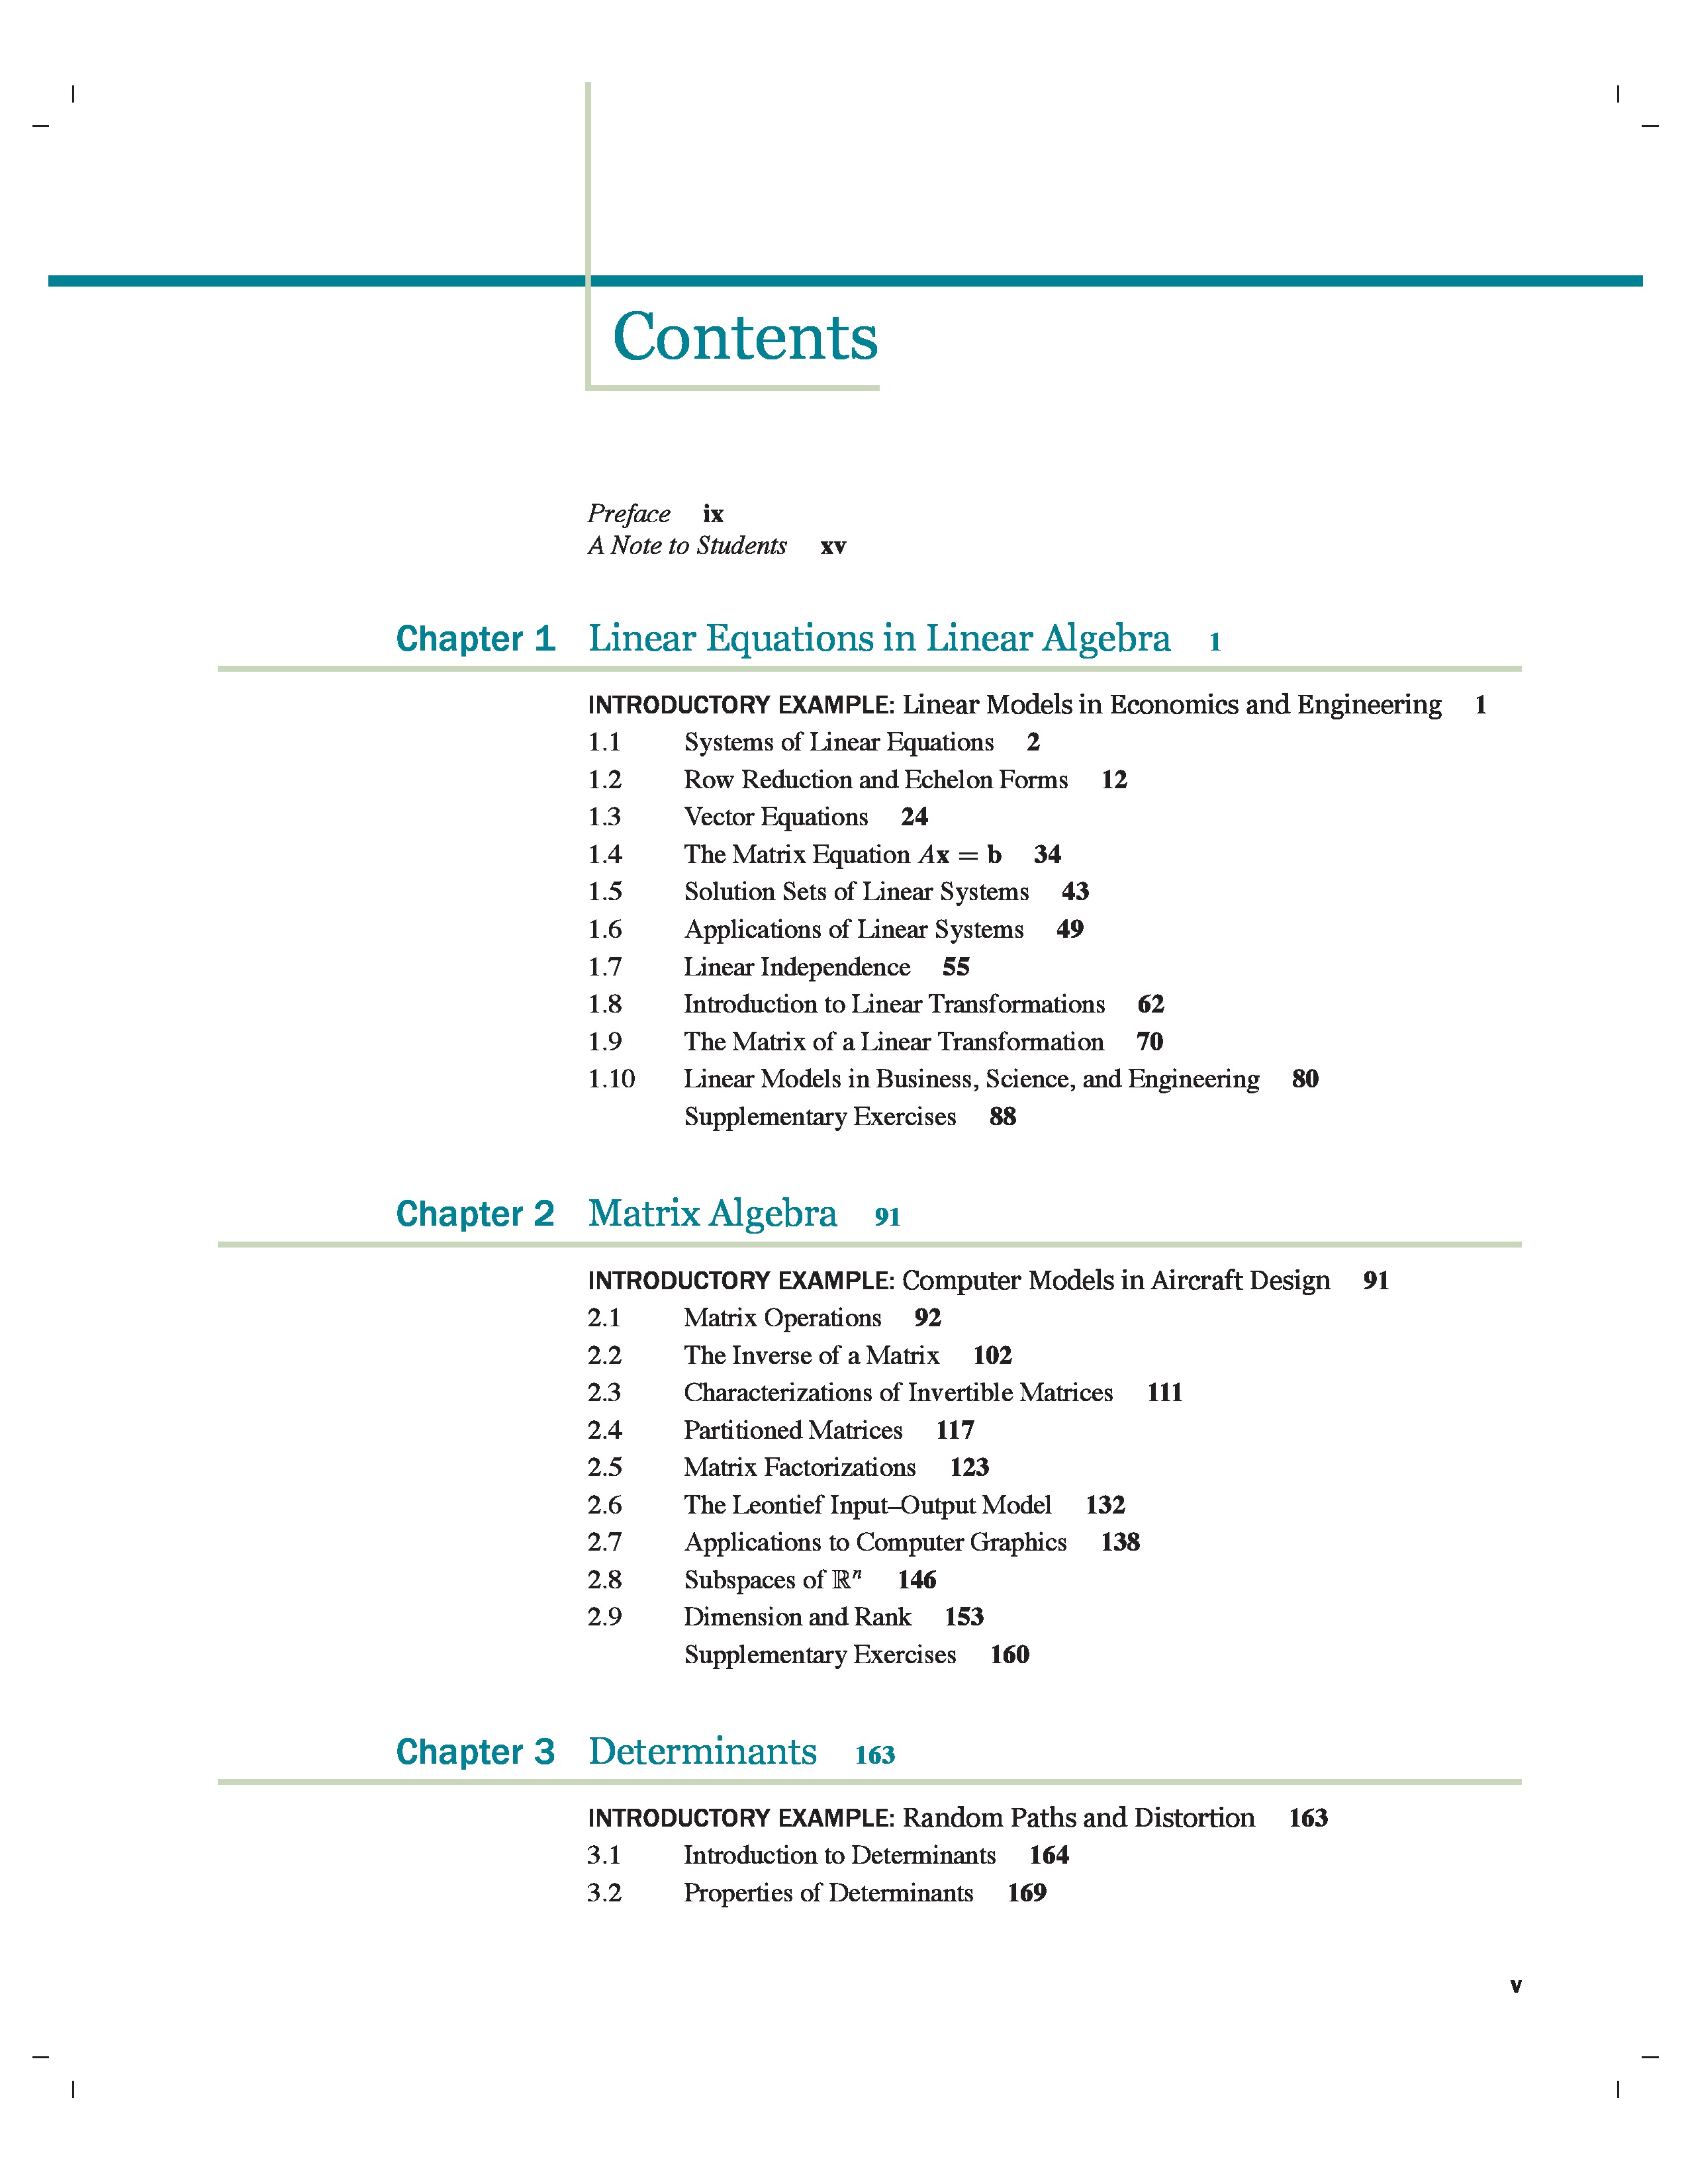 Contents
Preface ix
A Note to Students xv
Chapter 1 Linear Equations in Linear Algebra 1
INTRODUCTORY EXAMPLE: Linear Models in Economics and Engineering 1
1.1 Systems of Linear Equations 2
1.2 Row Reduction and Echelon Forms 12
1.3 Vector Equations 24
1.4 The Matrix Equation Ax = b 34
1.5 Solution Sets of Linear Systems 43
1.6 Applications of Linear Systems 49
1.7 Linear Independence 55
1.8 Introduction to Linear Transformations 62
1.9 The Matrix of a Linear Transformation 70
1.10 Linear Models in Business, Science, and Engineering 80
Supplementary Exercises 88
Chapter 2 Matrix Algebra 91
INTRODUCTORY EXAMPLE: Computer Models in Aircraft Design 91
2.1 Matrix Operations 92
2.2 The Inverse of a Matrix 102
2.3 Characterizations of Invertible Matrices 111
2.4 Partitioned Matrices 117
2.5 Matrix Factorizations 123
2.6 The Leontief Input–Output Model 132
2.7 Applications to Computer Graphics 138
2.8 Subspaces of ℝⁿ 146
2.9 Dimension and Rank 153
Supplementary Exercises 160
Chapter 3 Determinants 163
INTRODUCTORY EXAMPLE: Random Paths and Distortion 163
3.1 Introduction to Determinants 164
3.2 Properties of Determinants 169
v